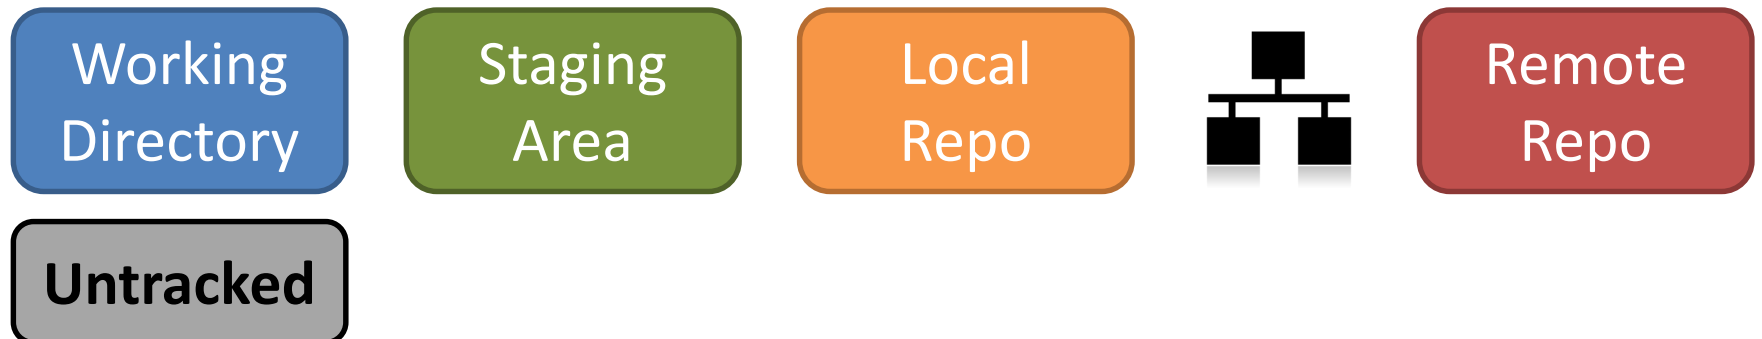 Working
Directory
Staging
Area
Local
Repo
Remote
Repo
Untracked